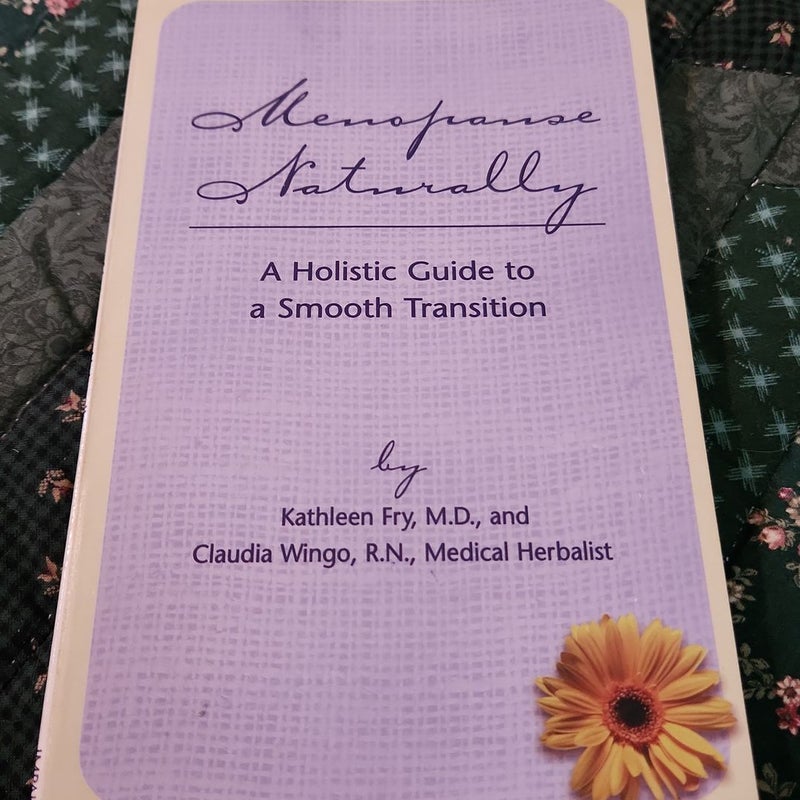 Menopause
Naturally
A Holistic Guide to
a Smooth Transition
by
Kathleen Fry, M.D., and
Claudia Wingo, R.N., Medical Herbalist